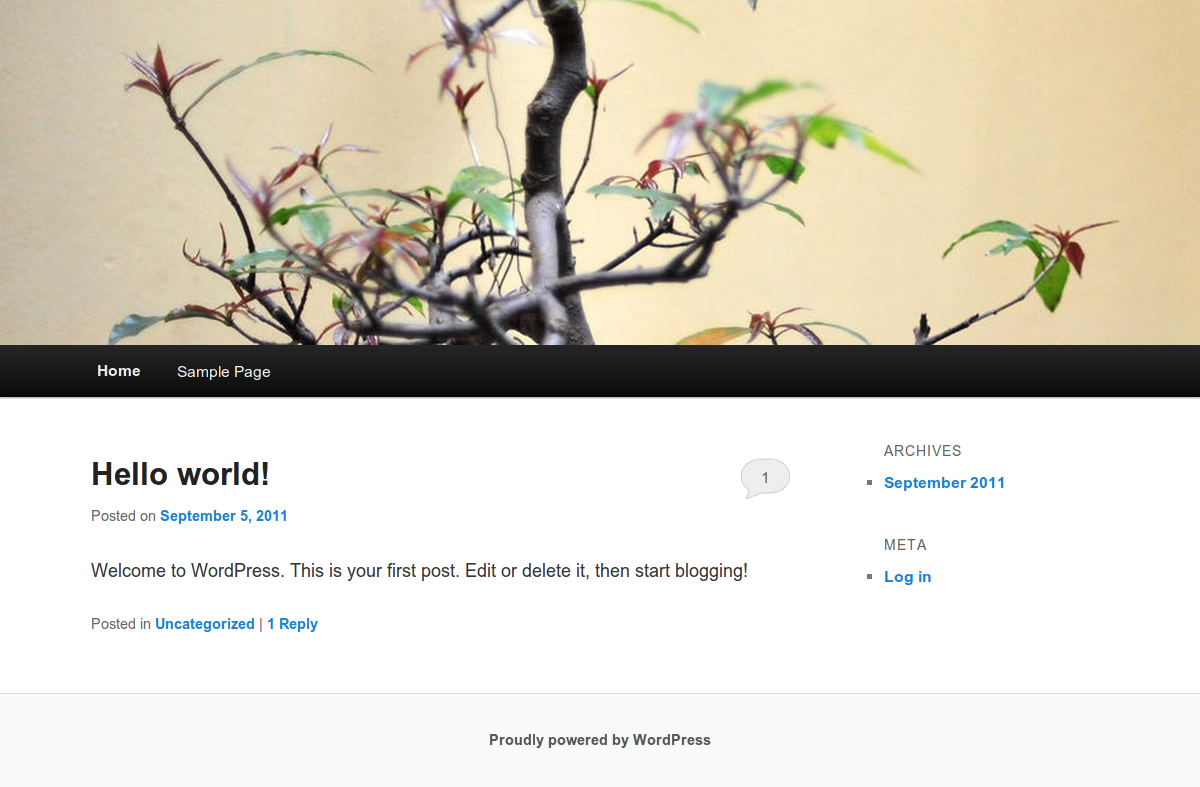 Home
Sample Page
Hello world!
1
Posted on September 5, 2011
Welcome to WordPress. This is your first post. Edit or delete it, then start blogging!
Posted in Uncategorized | 1 Reply
ARCHIVES
September 2011
META
Log in
Proudly powered by WordPress